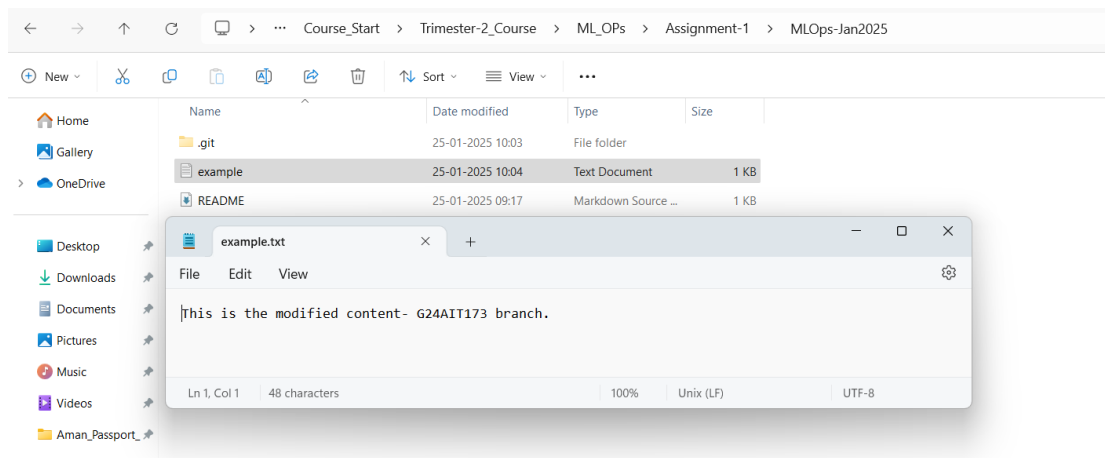 Course_Start > Trimester-2_Course > ML_OPs > Assignment-1 > MLOps-Jan2025
New Sort View
Name Date modified Type Size
Home
Gallery
OneDrive
Desktop
Downloads
Documents
Pictures
Music
Videos
Aman_Passport_
.git 25-01-2025 10:03 File folder
example 25-01-2025 10:04 Text Document 1 KB
README 25-01-2025 09:17 Markdown Source ... 1 KB
example.txt
File Edit View
This is the modified content- G24AIT173 branch.
Ln 1, Col 1 48 characters 100% Unix (LF) UTF-8